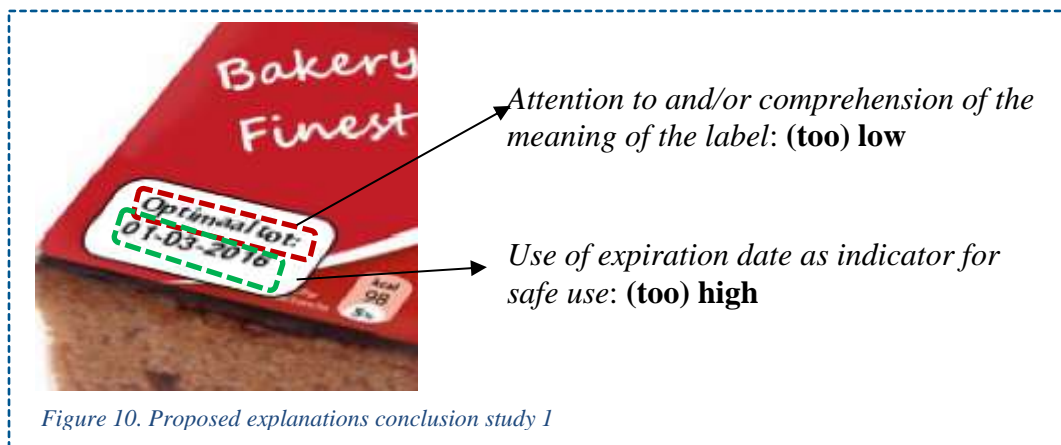 Bakery
Finest
Optimaal tot:
01-03-2016
kcal
98
5%
Attention to and/or comprehension of the
meaning of the label: (too) low
Use of expiration date as indicator for
safe use: (too) high
Figure 10. Proposed explanations conclusion study 1